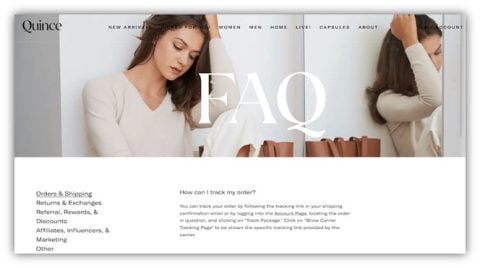 Quince
NEW ARRIVALS WOMEN MEN HOME LIVE! CAPSULES ABOUT ACCOUNT
FAQ
Orders & Shipping
Returns & Exchanges
Referral, Rewards, &
Discounts
Affiliates, Influencers, &
Marketing
Other
How can I track my order?
You can track your order by following the tracking link in your shipping
confirmation email or by logging into the Account Page, locating the order
in question, and clicking on "Track Package." Click on "Show Carrier
Tracking Page" to be shown the specific tracking link provided by the
carrier.